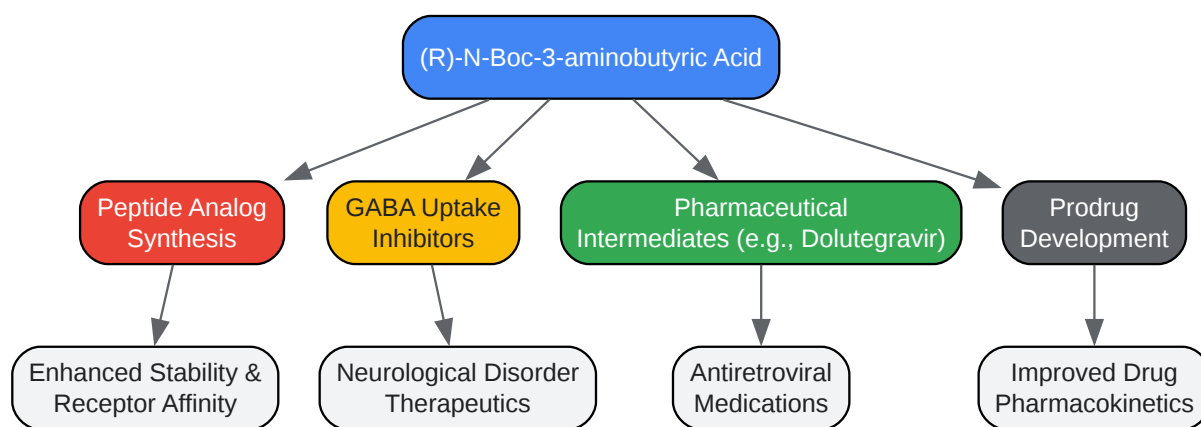 (R)-N-Boc-3-aminobutyric Acid
Peptide Analog
Synthesis
GABA Uptake
Inhibitors
Pharmaceutical
Intermediates (e.g., Dolutegravir)
Prodrug
Development
Enhanced Stability &
Receptor Affinity
Neurological Disorder
Therapeutics
Antiretroviral
Medications
Improved Drug
Pharmacokinetics